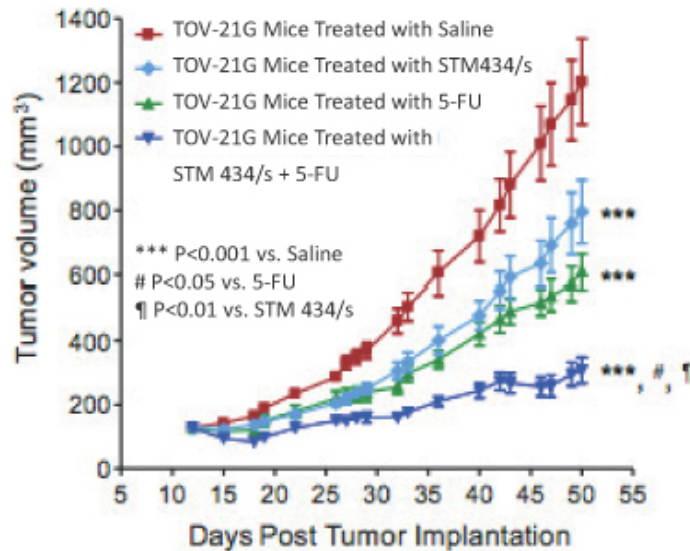 1400
1200
1000
800
600
400
200
0
Tumor volume (mm³)
TOV-21G Mice Treated with Saline
TOV-21G Mice Treated with STM434/s
TOV-21G Mice Treated with 5-FU
TOV-21G Mice Treated with
STM 434/s + 5-FU
*** P<0.001 vs. Saline
# P<0.05 vs. 5-FU
¶ P<0.01 vs. STM 434/s
***
***
***, #, ¶
5 10 15 20 25 29 35 40 45 50 55
Days Post Tumor Implantation